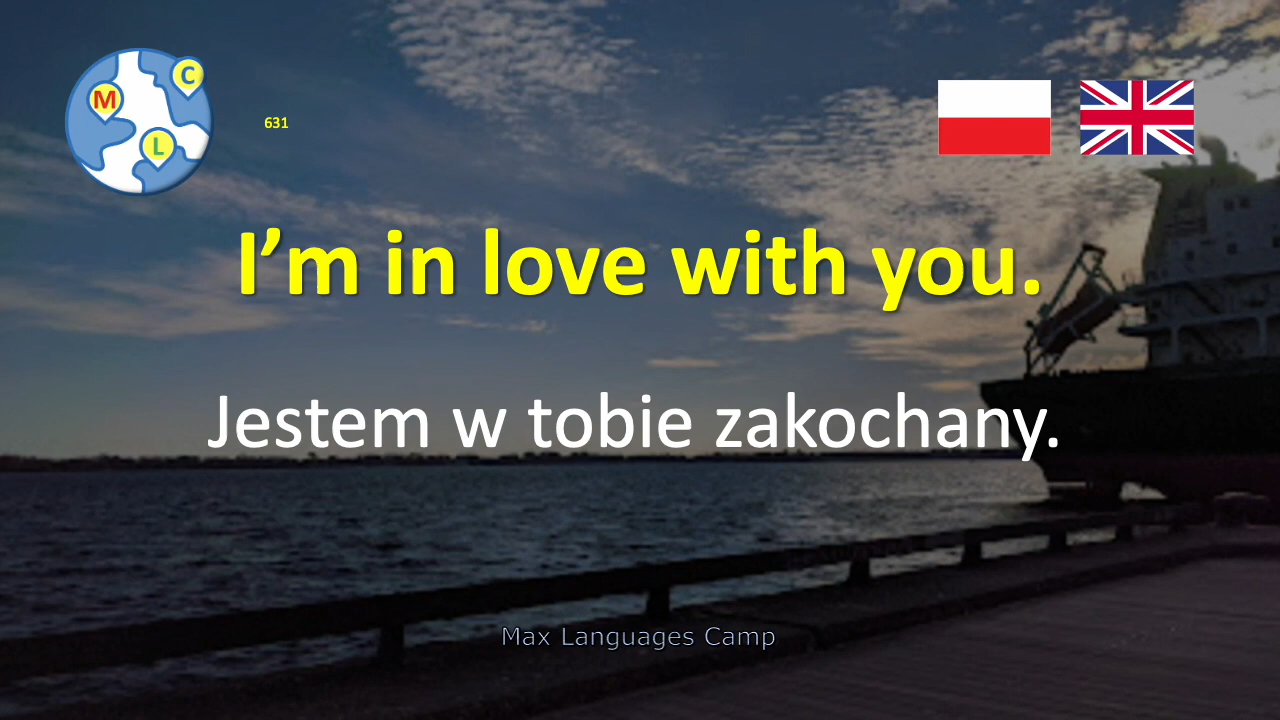 M
C
L
631
I’m in love with you.
Jestem w tobie zakochany.
Max Languages Camp